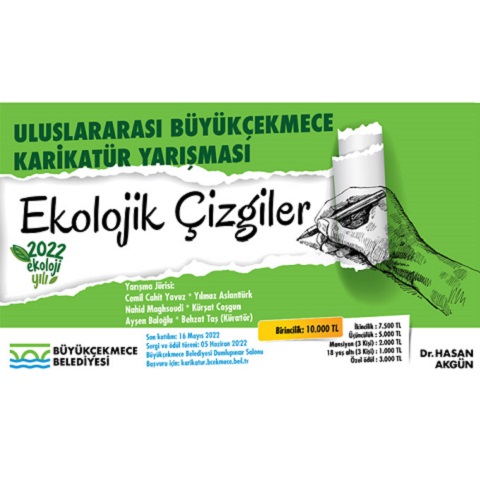 ULUSLARARASI BÜYÜKÇEKMECE
KARİKATÜR YARIŞMASI
Ekolojik Çizgiler
2022
ekoloji
yılı
Yarışma Jürisi:
Cemil Cahit Yavuz * Yılmaz Aslantürk
Nahid Maghsoudi * Kürşat Coşgun
Ayşen Baloğlu * Behzat Taş (Küratör)
Son katılım: 16 Mayıs 2022
Sergi ve ödül töreni: 05 Haziran 2022
Büyükçekmece Belediyesi Dumlupınar Salonu
Başvuru için: karikatur.bcekmece.bel.tr
Birincilik: 10.000 TL
İkincilik : 7.500 TL
Üçüncülük : 5.000 TL
Mansiyon (3 Kişi) : 2.000 TL
18 yaş altı (3 Kişi) : 1.000 TL
Özel ödül : 3.000 TL
BÜYÜKÇEKMECE
BELEDİYESİ
Dr. HASAN
AKGÜN